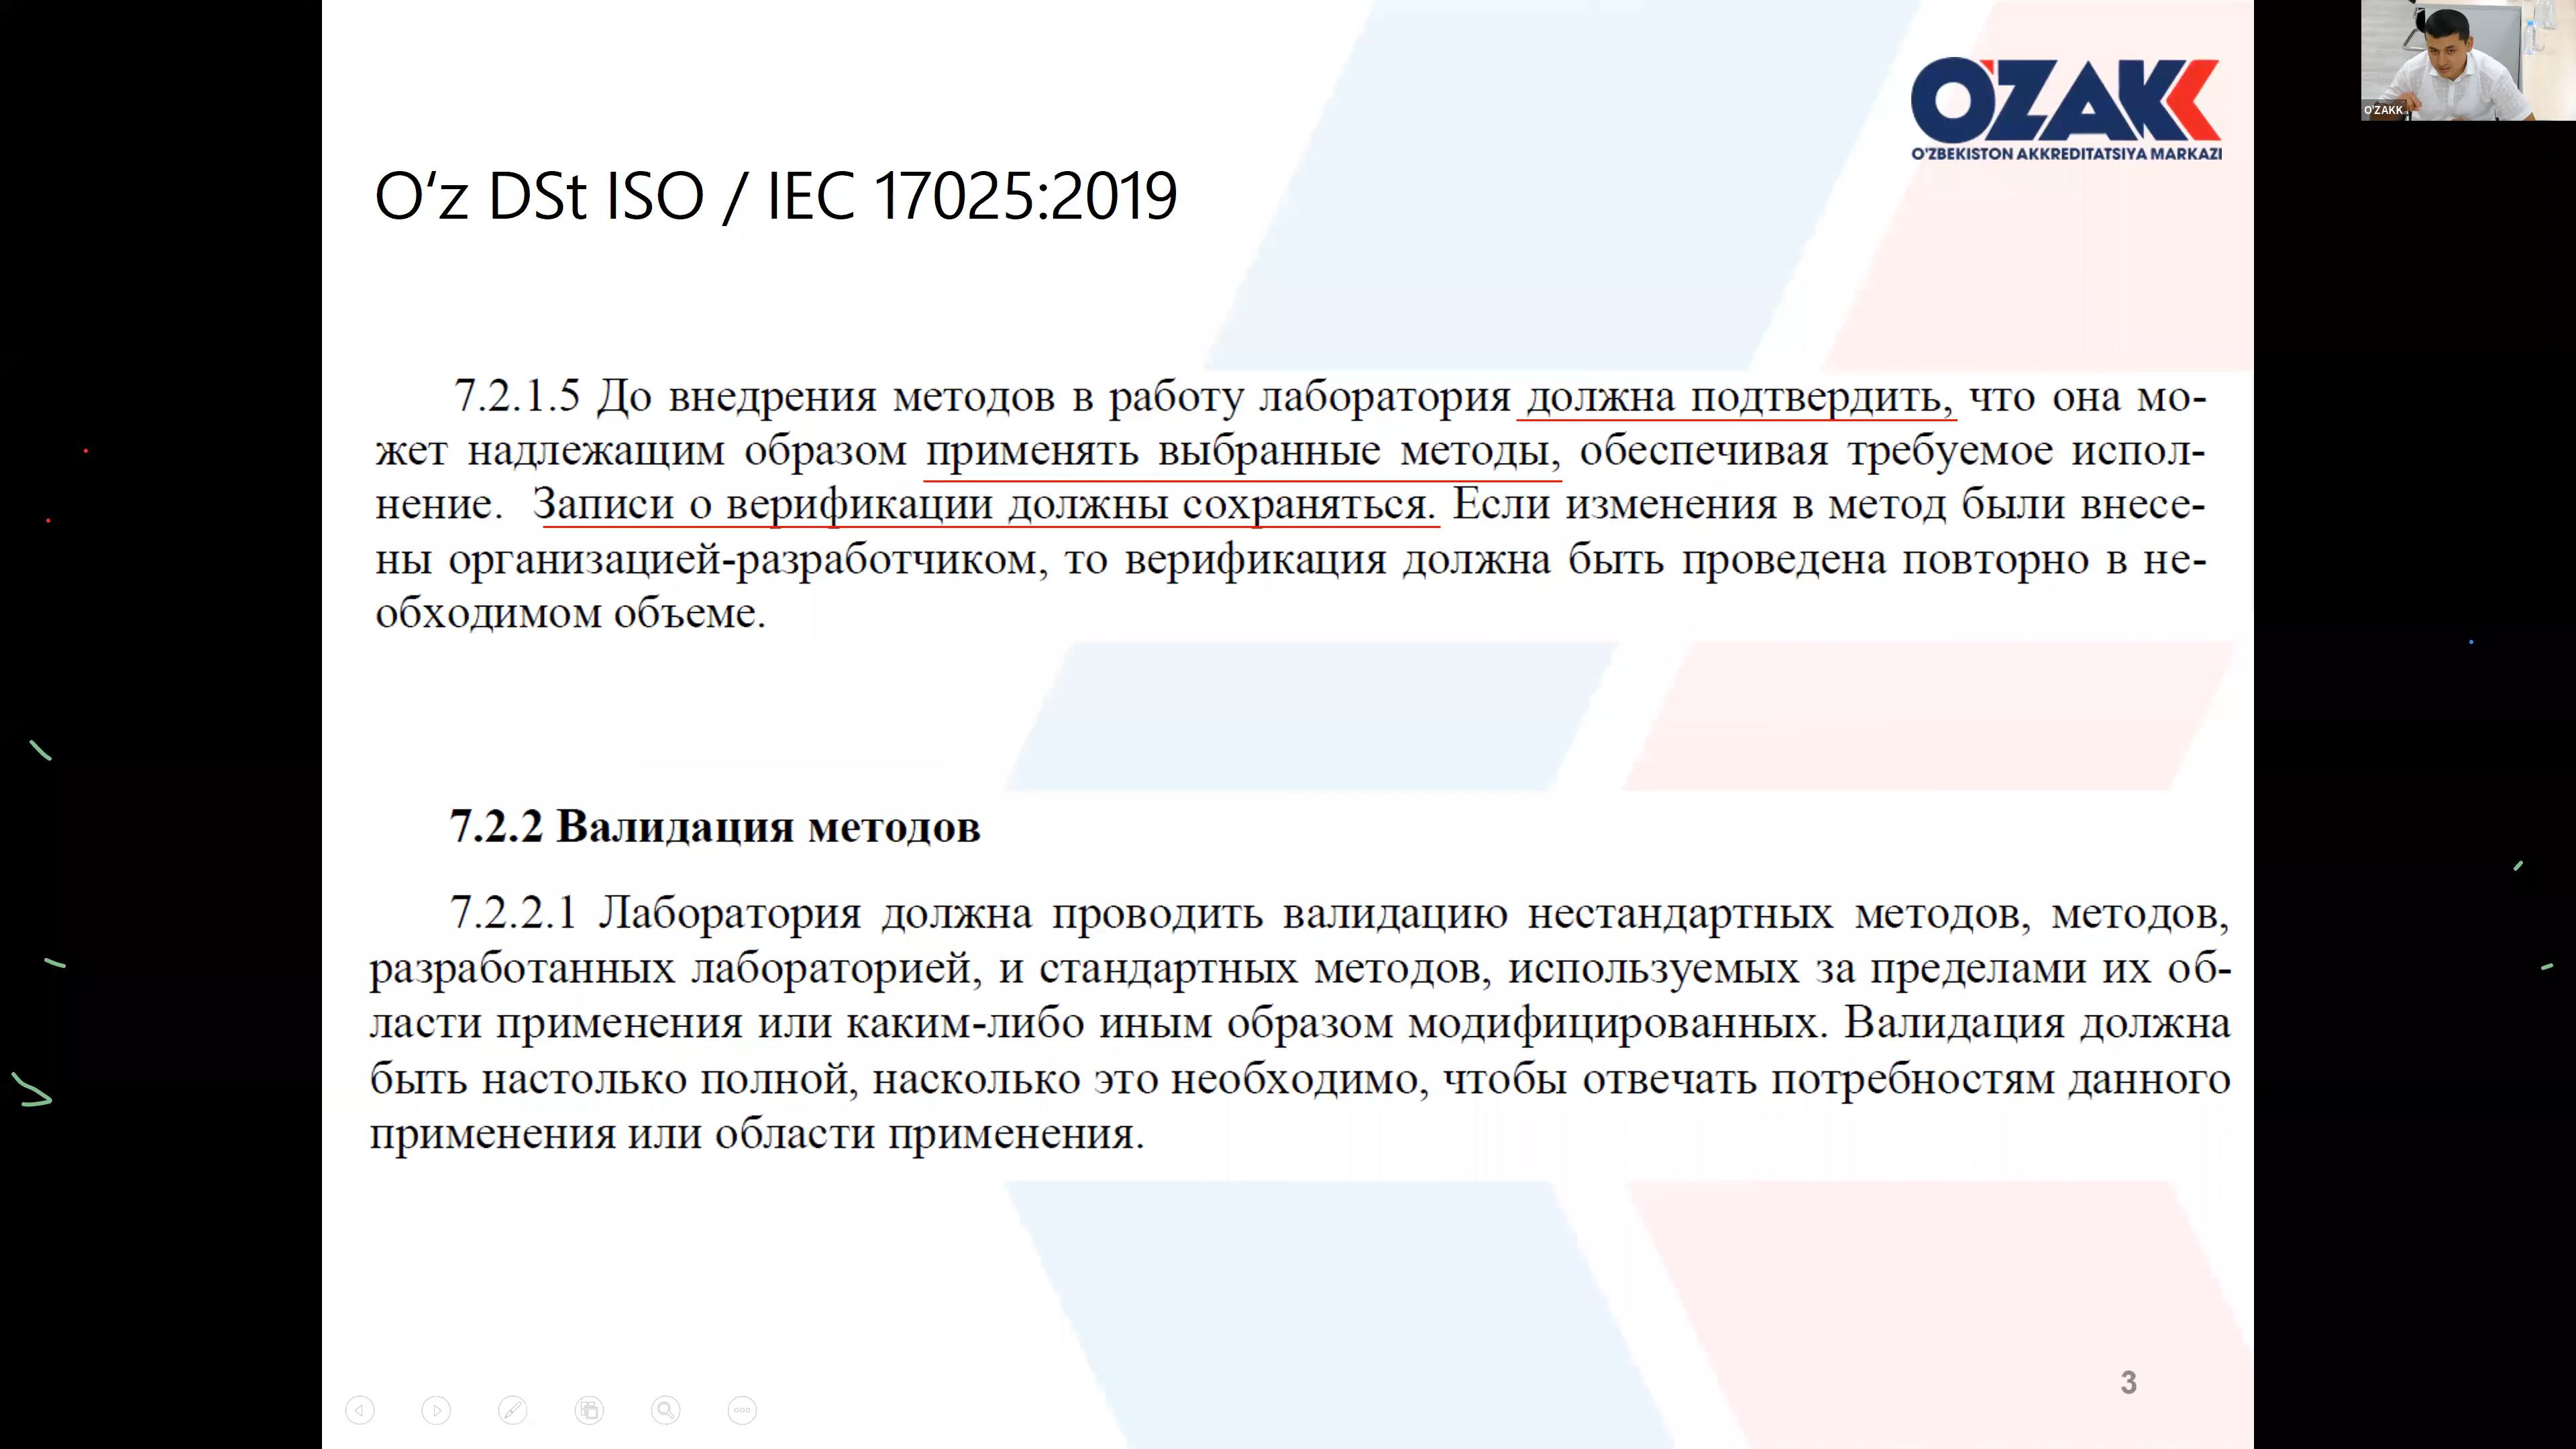 O'ZAKK
O'ZBEKISTON AKKREDITATSIYA MARKAZI
O'ZAKK
O‘z DSt ISO / IEC 17025:2019
7.2.1.5 До внедрения методов в работу лаборатория должна подтвердить, что она мо-
жет надлежащим образом применять выбранные методы, обеспечивая требуемое испол-
нение. Записи о верификации должны сохраняться. Если изменения в метод были внесе-
ны организацией-разработчиком, то верификация должна быть проведена повторно в не-
обходимом объеме.
7.2.2 Валидация методов
7.2.2.1 Лаборатория должна проводить валидацию нестандартных методов, методов,
разработанных лабораторией, и стандартных методов, используемых за пределами их об-
ласти применения или каким-либо иным образом модифицированных. Валидация должна
быть настолько полной, насколько это необходимо, чтобы отвечать потребностям данного
применения или области применения.
3